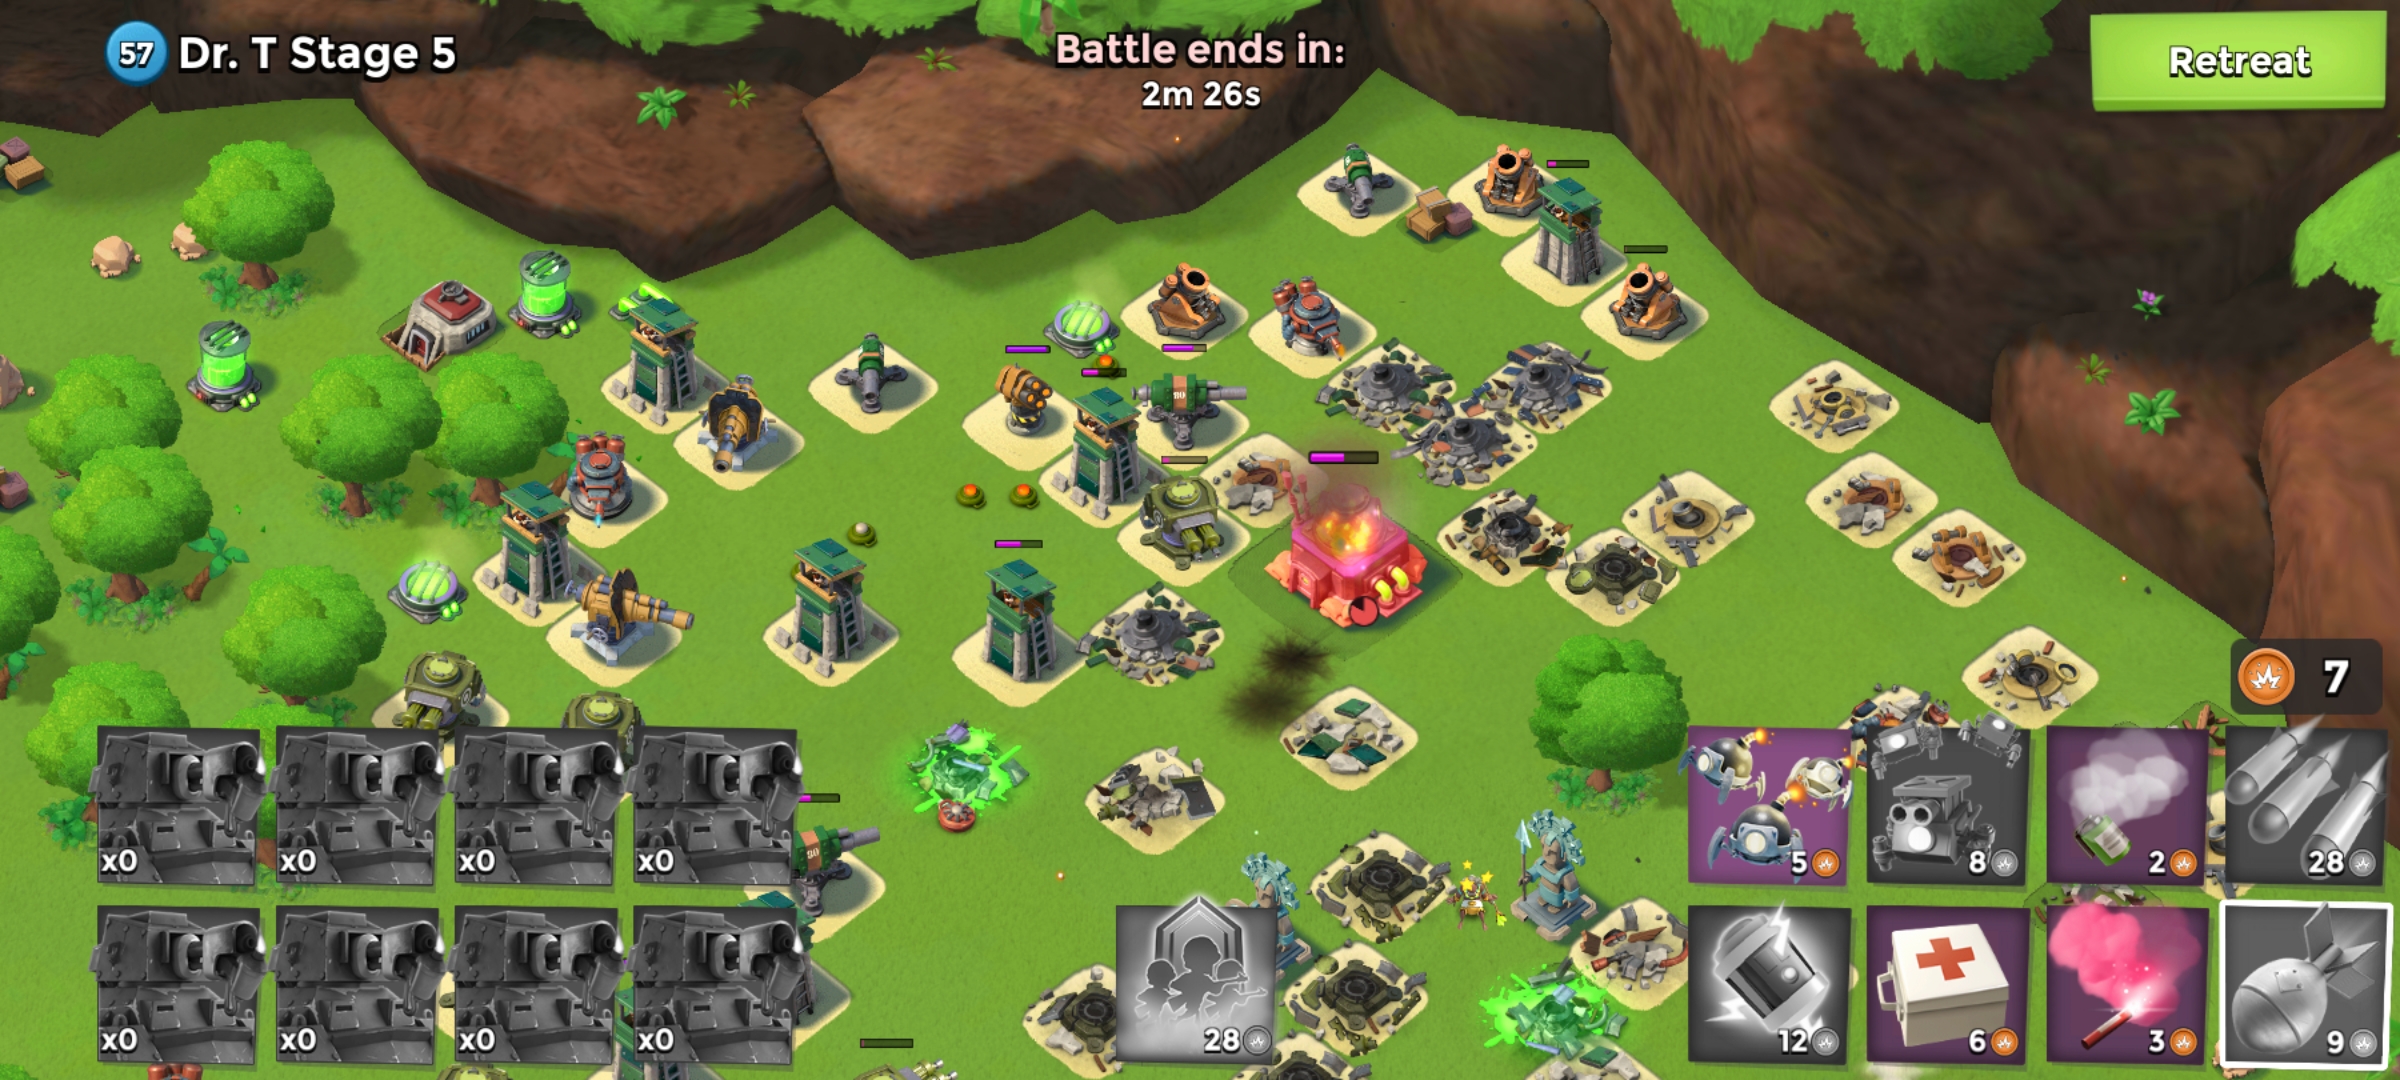 57 Dr. T Stage 5
Battle ends in:
2m 26s
Retreat
7
x0
x0
x0
x0
5
8
2
28
x0
x0
x0
x0
28
12
6
3
9